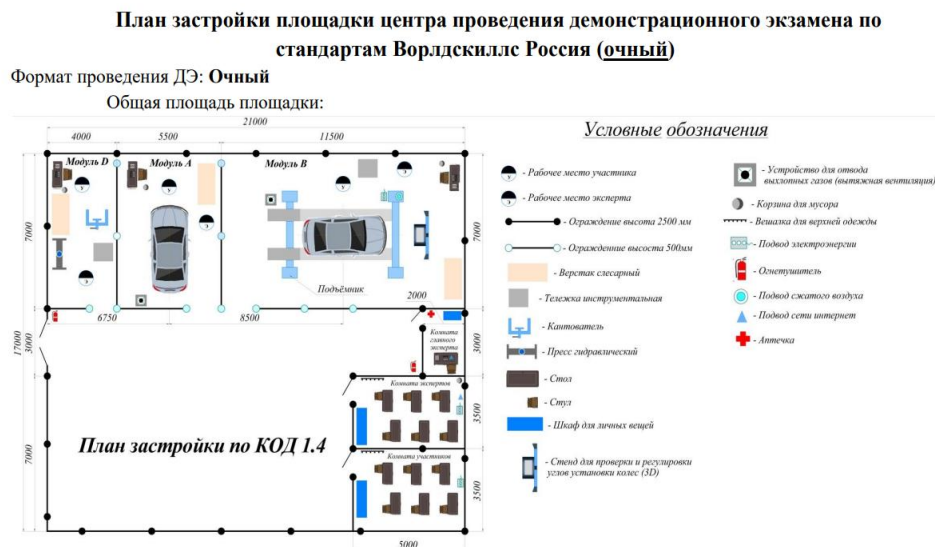 План застройки площадки центра проведения демонстрационного экзамена по
стандартам Ворлдскиллс Россия (очный)
Формат проведения ДЭ: Очный
Общая площадь площадки:
21000
4000
5500
11500
Модуль D
Модуль A
Модуль B
7000
7000
Подъёмник
6750
8500
2000
17000
3000
3000
Комната
главного
эксперта
Комната экспертов
3500
План застройки по КОД 1.4
7000
Комната участников
3500
5000
Условные обозначения
У
- Рабочее место участника
Э
- Рабочее место эксперта
- Ограждение высота 2500 мм
- Ограждение высоста 500мм
- Верстак слесарный
- Тележка инструментальная
- Кантователь
- Пресс гидравлический
- Стол
- Стул
- Шкаф для личных вещей
- Стенд для проверки и регулировки
углов установки колес (3D)
- Устройство для отвода
выхлопных газов (вытяжная вентиляция)
- Корзина для мусора
- Вешалка для верхней одежды
- Подвод электроэнергии
- Огнетушитель
- Подвод сжатого воздуха
- Подвод сети интернет
- Аптечка